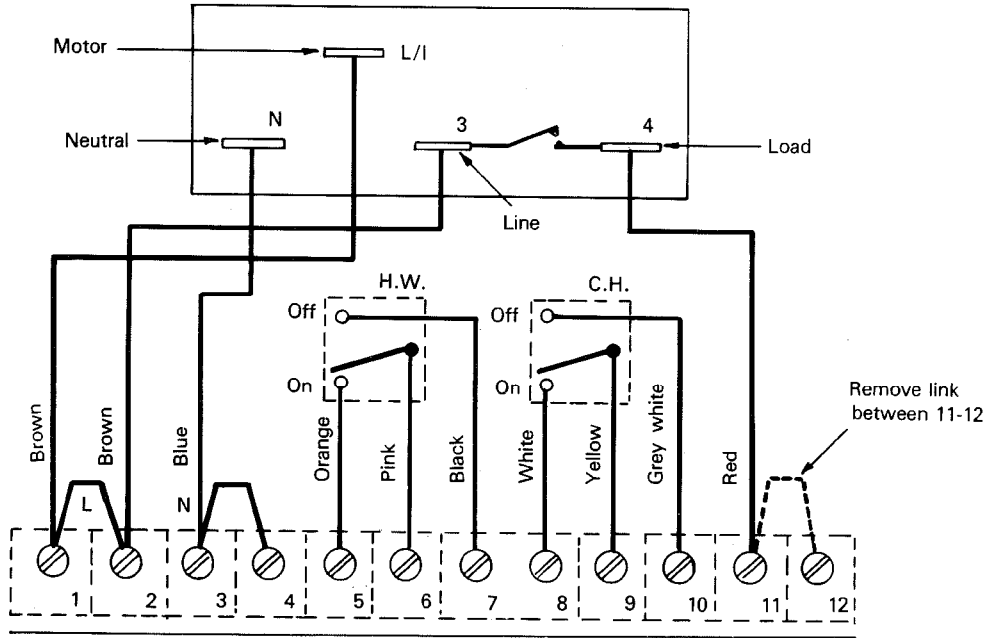 Motor
L/I
N
Neutral
3
4
Load
Line
H.W.
C.H.
Off
Off
On
On
Remove link
between 11-12
Brown
Brown
Blue
Orange
Pink
Black
White
Yellow
Grey white
Red
L
N
1
2
3
4
5
6
7
8
9
10
11
12